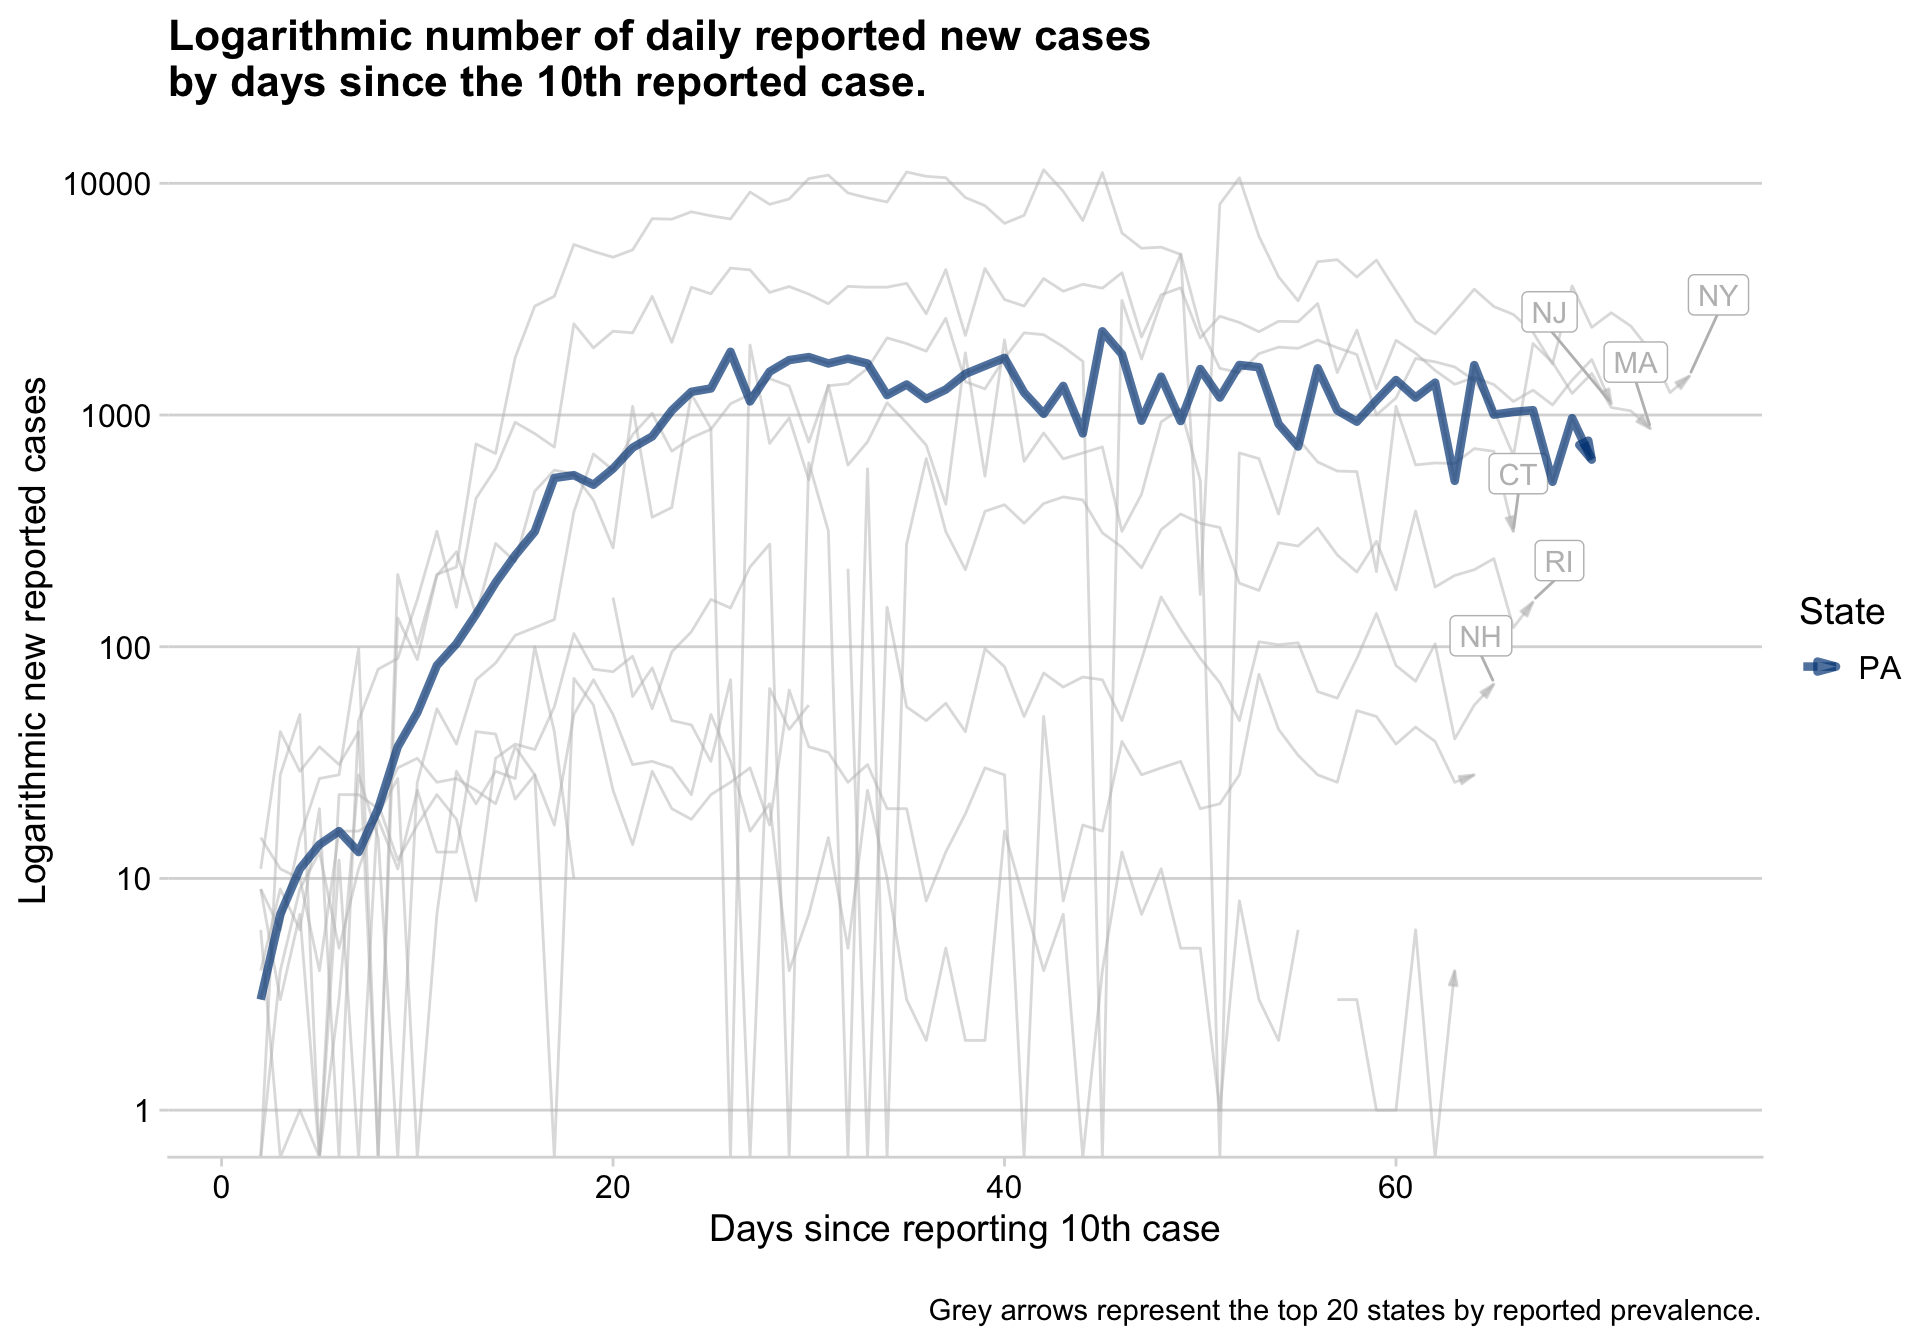 Logarithmic number of daily reported new cases
by days since the 10th reported case.
Logarithmic new reported cases
10000
1000
100
10
1
NY
NJ
MA
CT
RI
NH
State
PA
0
20
40
60
Days since reporting 10th case
Grey arrows represent the top 20 states by reported prevalence.